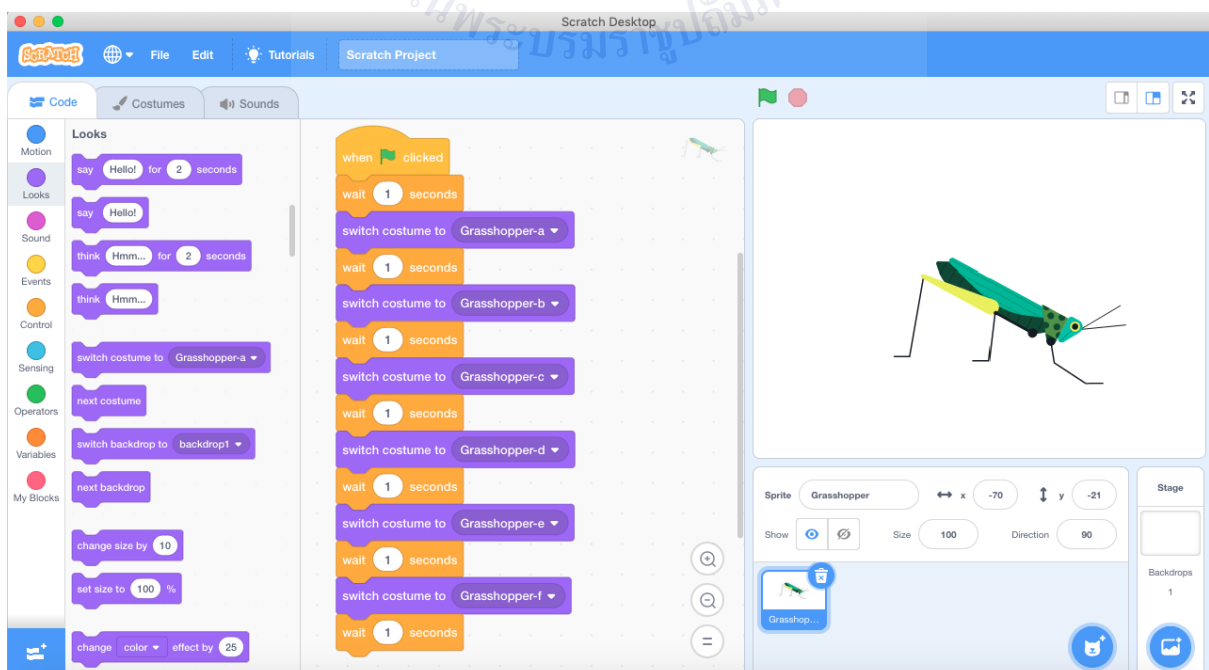 Scratch Desktop
SCRATCH
File Edit Tutorials Scratch Project
Code Costumes Sounds
Motion
Looks
Sound
Events
Control
Sensing
Operators
Variables
My Blocks
Looks
say Hello! for 2 seconds
say Hello!
think Hmm... for 2 seconds
think Hmm...
switch costume to Grasshopper-a
next costume
switch backdrop to backdrop1
next backdrop
change size by 10
set size to 100 %
change color effect by 25
when clicked
wait 1 seconds
switch costume to Grasshopper-a
wait 1 seconds
switch costume to Grasshopper-b
wait 1 seconds
switch costume to Grasshopper-c
wait 1 seconds
switch costume to Grasshopper-d
wait 1 seconds
switch costume to Grasshopper-e
wait 1 seconds
switch costume to Grasshopper-f
wait 1 seconds
Sprite Grasshopper x -70 y -21
Show Size 100 Direction 90
Grasshop...
Stage
Backdrops
1